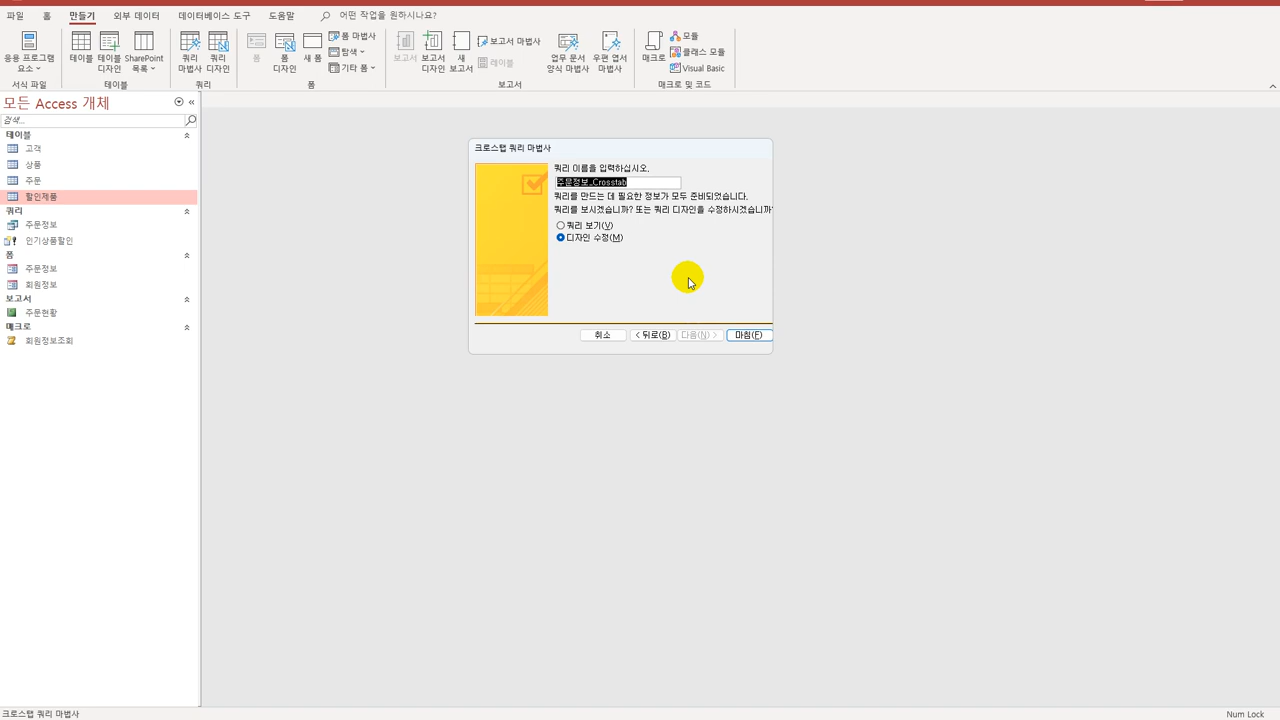 파일 홈 만들기 외부 데이터 데이터베이스 도구 도움말 어떤 작업을 원하시나요?
응용 프로그램 요소
서식 파일
테이블
테이블 디자인
SharePoint 목록
테이블
쿼리 마법사
쿼리 디자인
쿼리
폼
폼 디자인
새 폼
폼 마법사
탐색
기타 폼
폼
보고서
보고서 디자인
새 보고서
보고서 마법사
레이블
업무 문서 양식 마법사
우편 엽서 마법사
보고서
매크로
모듈
클래스 모듈
Visual Basic
매크로 및 코드
모든 Access 개체
검색...
테이블
고객
상품
주문
할인제품
쿼리
주문정보
인기상품할인
폼
주문정보
회원정보
보고서
주문현황
매크로
회원정보조회
크로스탭 쿼리 마법사
쿼리 이름을 입력하십시오.
주문정보_Crosstab
쿼리를 만드는 데 필요한 정보가 모두 준비되었습니다.
쿼리를 보시겠습니까? 또는 쿼리 디자인을 수정하시겠습니까
쿼리 보기(V)
디자인 수정(M)
취소 < 뒤로(B) 다음(N) > 마침(F)
크로스탭 쿼리 마법사 Num Lock